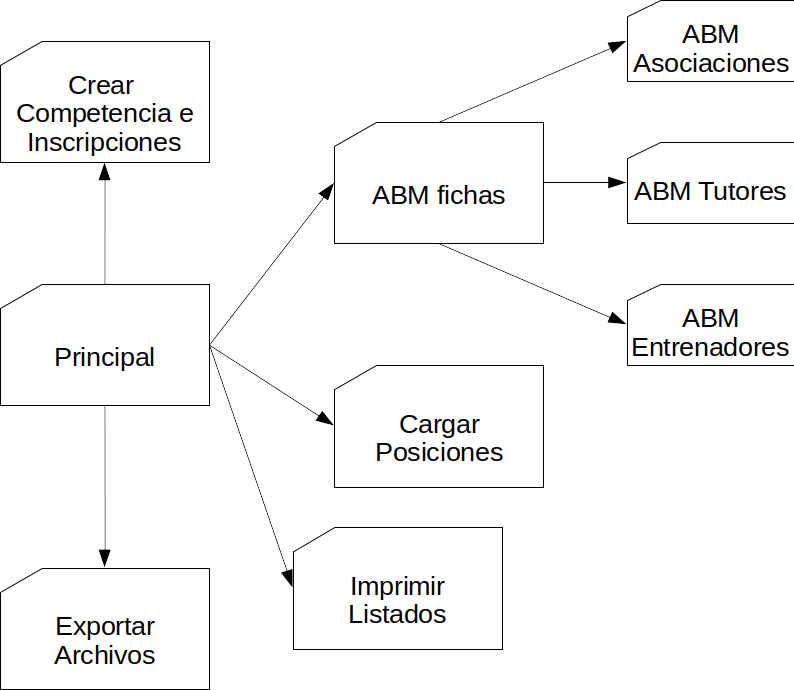 ABM
Asociaciones
Crear
Competencia e
Inscripciones
ABM fichas
ABM Tutores
ABM
Entrenadores
Principal
Cargar
Posiciones
Imprimir
Listados
Exportar
Archivos